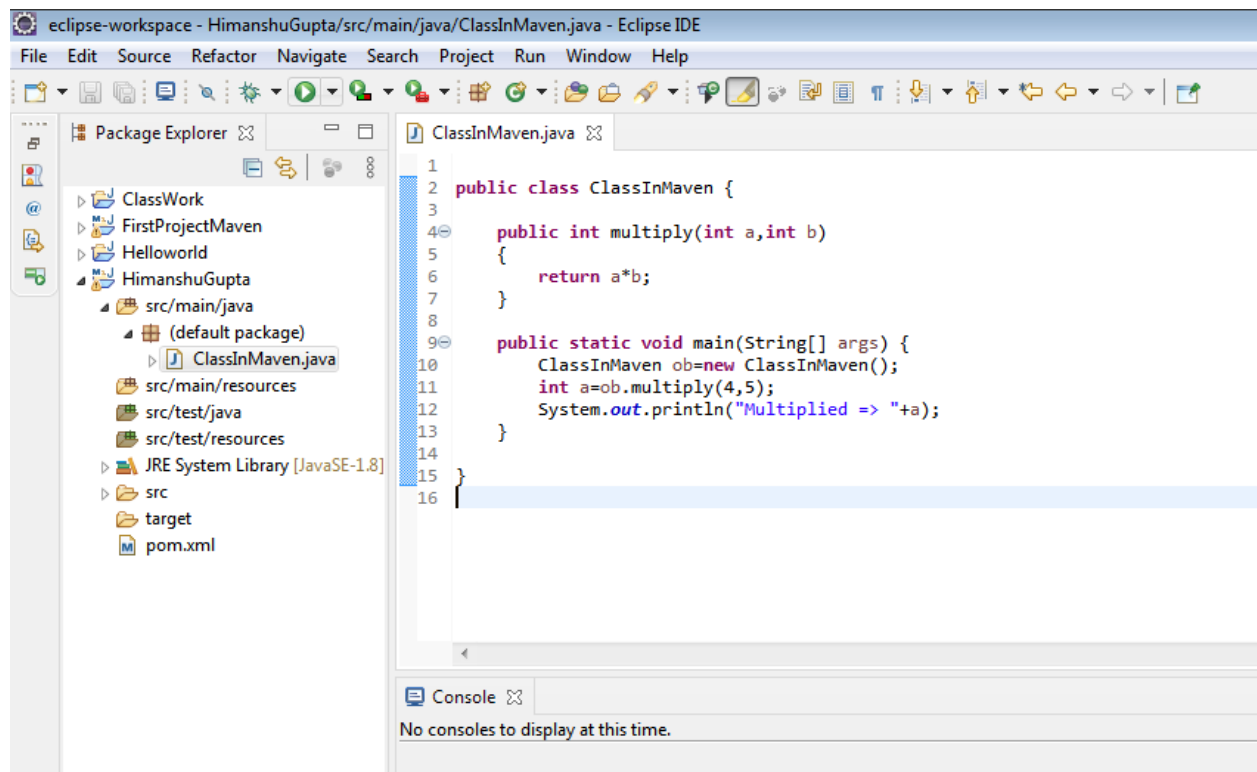 eclipse-workspace - HimanshuGupta/src/main/java/ClassInMaven.java - Eclipse IDE
File Edit Source Refactor Navigate Search Project Run Window Help
Package Explorer
ClassWork
FirstProjectMaven
Helloworld
HimanshuGupta
src/main/java
(default package)
ClassInMaven.java
src/main/resources
src/test/java
src/test/resources
JRE System Library [JavaSE-1.8]
src
target
pom.xml
ClassInMaven.java
1
2 public class ClassInMaven {
3
4 public int multiply(int a,int b)
5 {
6 return a*b;
7 }
8
9 public static void main(String[] args) {
10 ClassInMaven ob=new ClassInMaven();
11 int a=ob.multiply(4,5);
12 System.out.println("Multiplied => "+a);
13 }
14
15 }
16
Console
No consoles to display at this time.